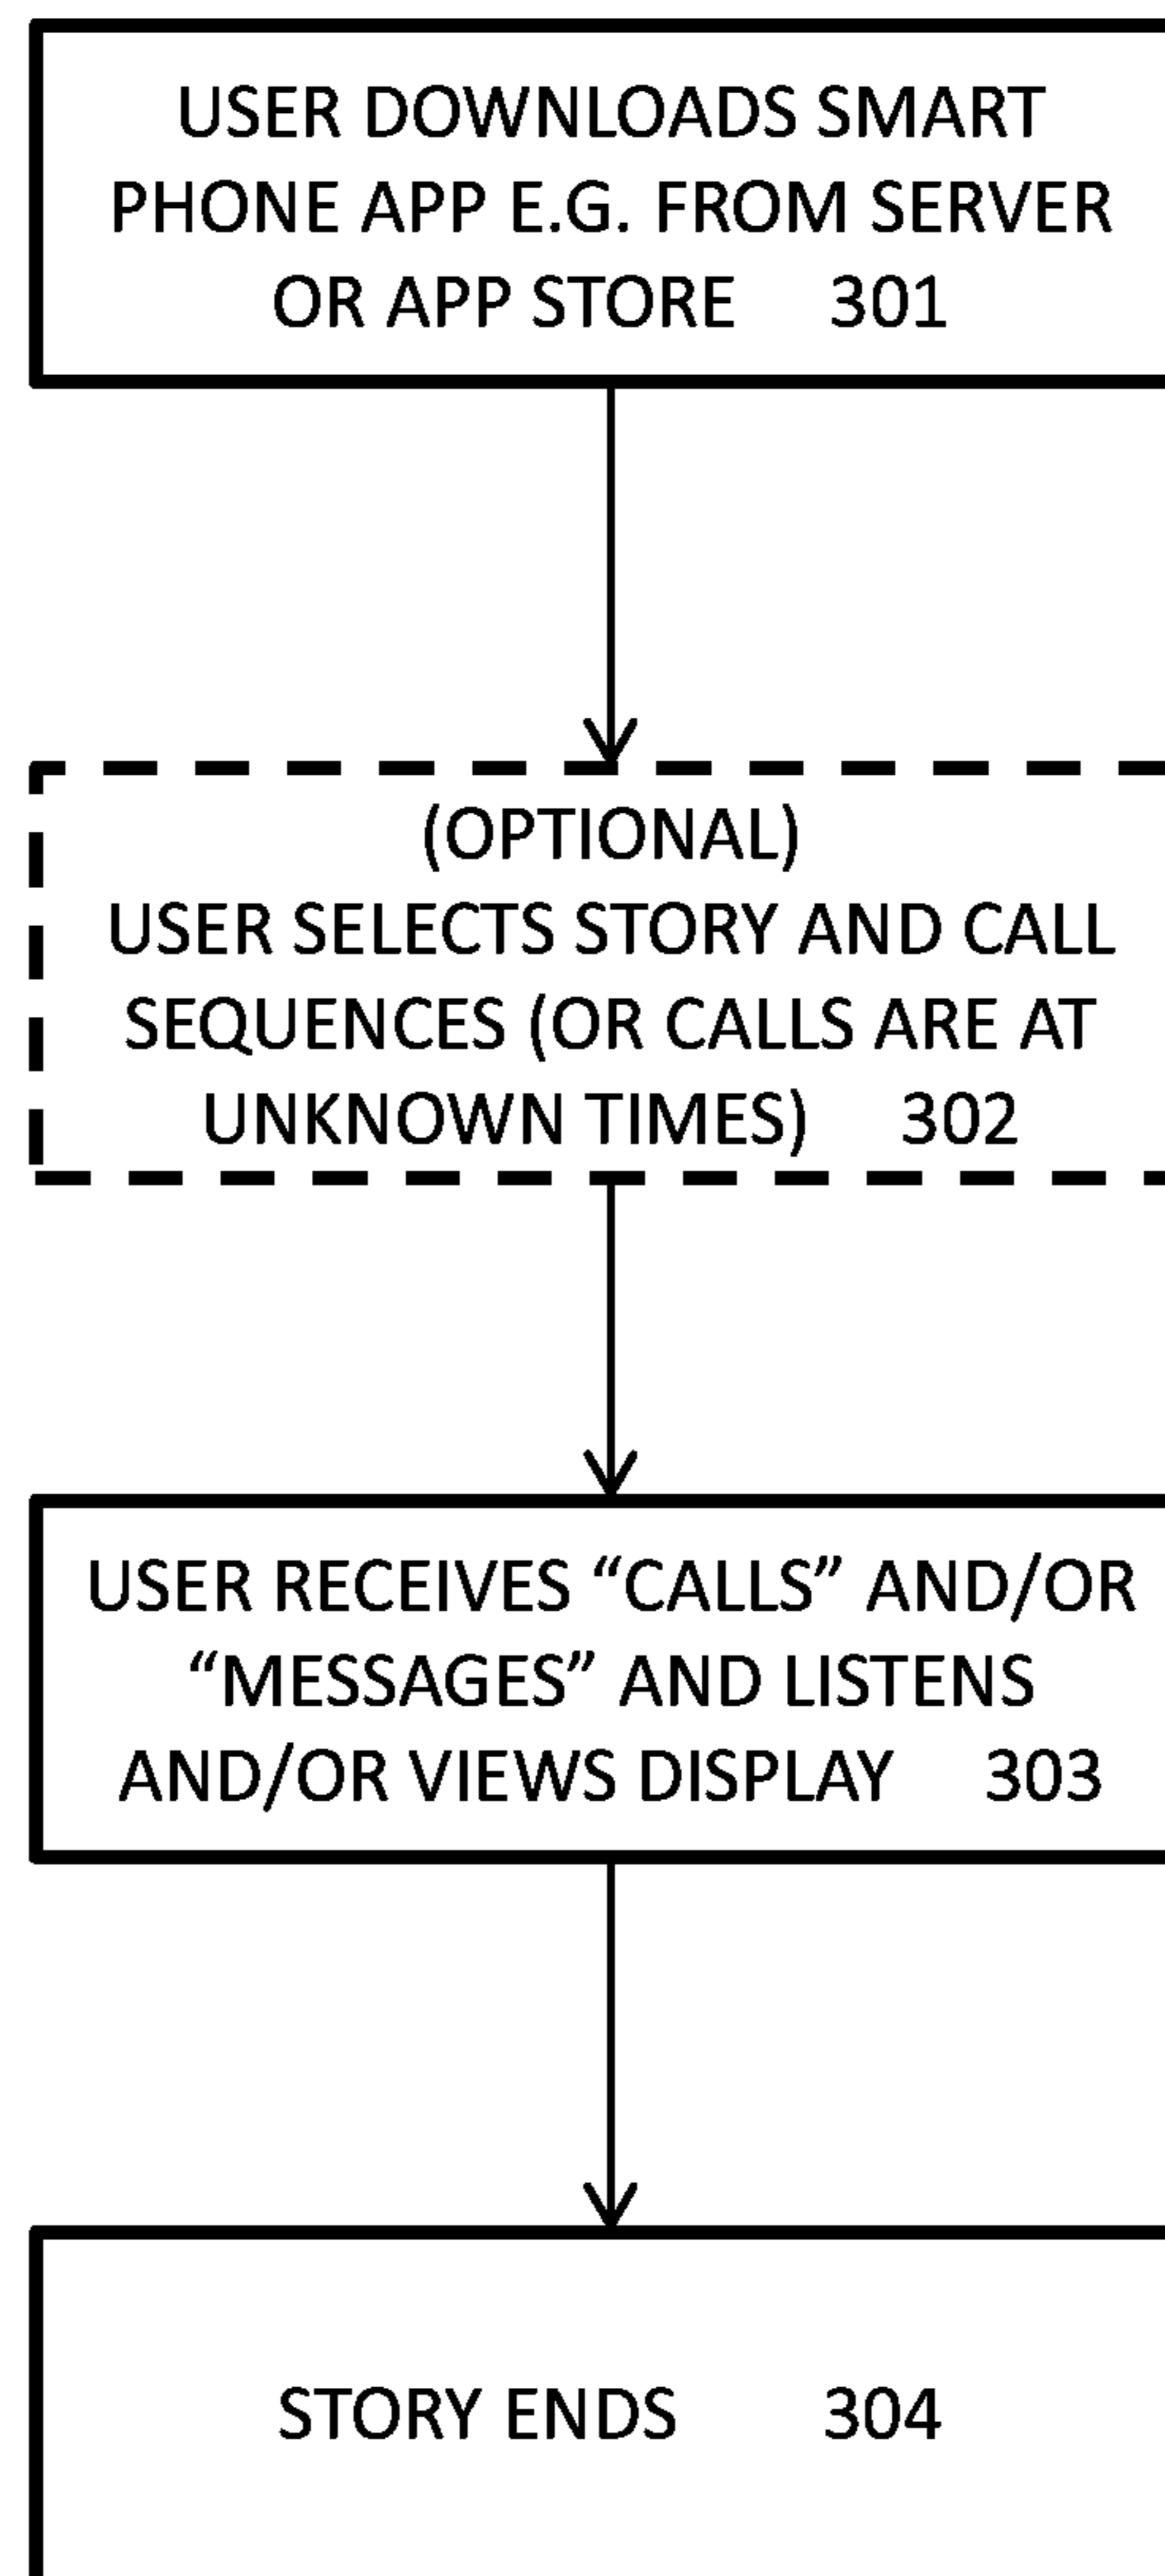 USER DOWNLOADS SMART
PHONE APP E.G. FROM SERVER
OR APP STORE 301
(OPTIONAL)
USER SELECTS STORY AND CALL
SEQUENCES (OR CALLS ARE AT
UNKNOWN TIMES) 302
USER RECEIVES “CALLS” AND/OR
“MESSAGES” AND LISTENS
AND/OR VIEWS DISPLAY 303
STORY ENDS 304